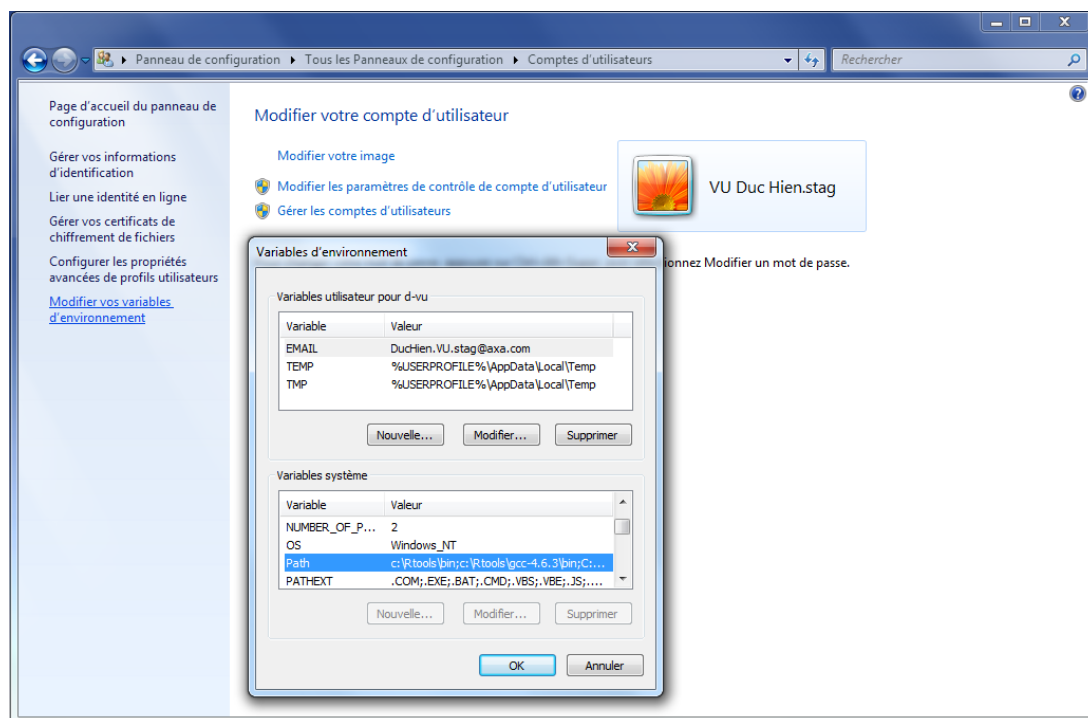 Panneau de configuration ▸ Tous les Panneaux de configuration ▸ Comptes d'utilisateurs
Rechercher
Page d'accueil du panneau de
configuration
Gérer vos informations
d'identification
Lier une identité en ligne
Gérer vos certificats de
chiffrement de fichiers
Configurer les propriétés
avancées de profils utilisateurs
Modifier vos variables
d'environnement
Modifier votre compte d'utilisateur
Modifier votre image
Modifier les paramètres de contrôle de compte d'utilisateur
Gérer les comptes d'utilisateurs
VU Duc Hien.stag
ionnez Modifier un mot de passe.
Variables d'environnement
Variables utilisateur pour d-vu
Variable Valeur
EMAIL DucHien.VU.stag@axa.com
TEMP %USERPROFILE%\AppData\Local\Temp
TMP %USERPROFILE%\AppData\Local\Temp
Nouvelle... Modifier... Supprimer
Variables système
Variable Valeur
NUMBER_OF_P... 2
OS Windows_NT
Path c:\Rtools\bin;c:\Rtools\gcc-4.6.3\bin;C:...
PATHEXT .COM;.EXE;.BAT;.CMD;.VBS;.VBE;.JS;....
Nouvelle... Modifier... Supprimer
OK Annuler